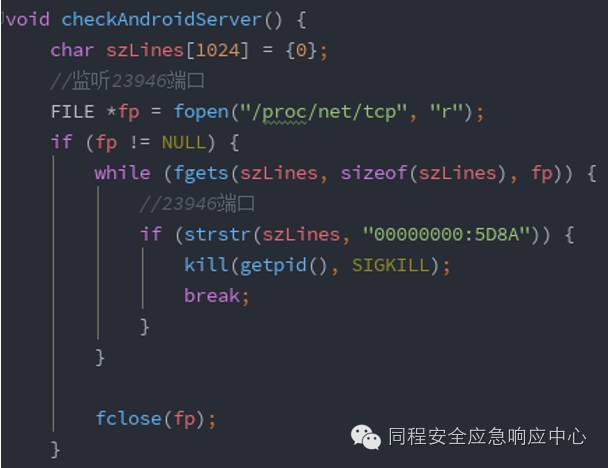 void checkAndroidServer() {
    char szLines[1024] = {0};
    //监听23946端口
    FILE *fp = fopen("/proc/net/tcp", "r");
    if (fp != NULL) {
        while (fgets(szLines, sizeof(szLines), fp)) {
            //23946端口
            if (strstr(szLines, "00000000:5D8A")) {
                kill(getpid(), SIGKILL);
                break;
            }
        }

        fclose(fp);
    }
同程安全应急响应中心